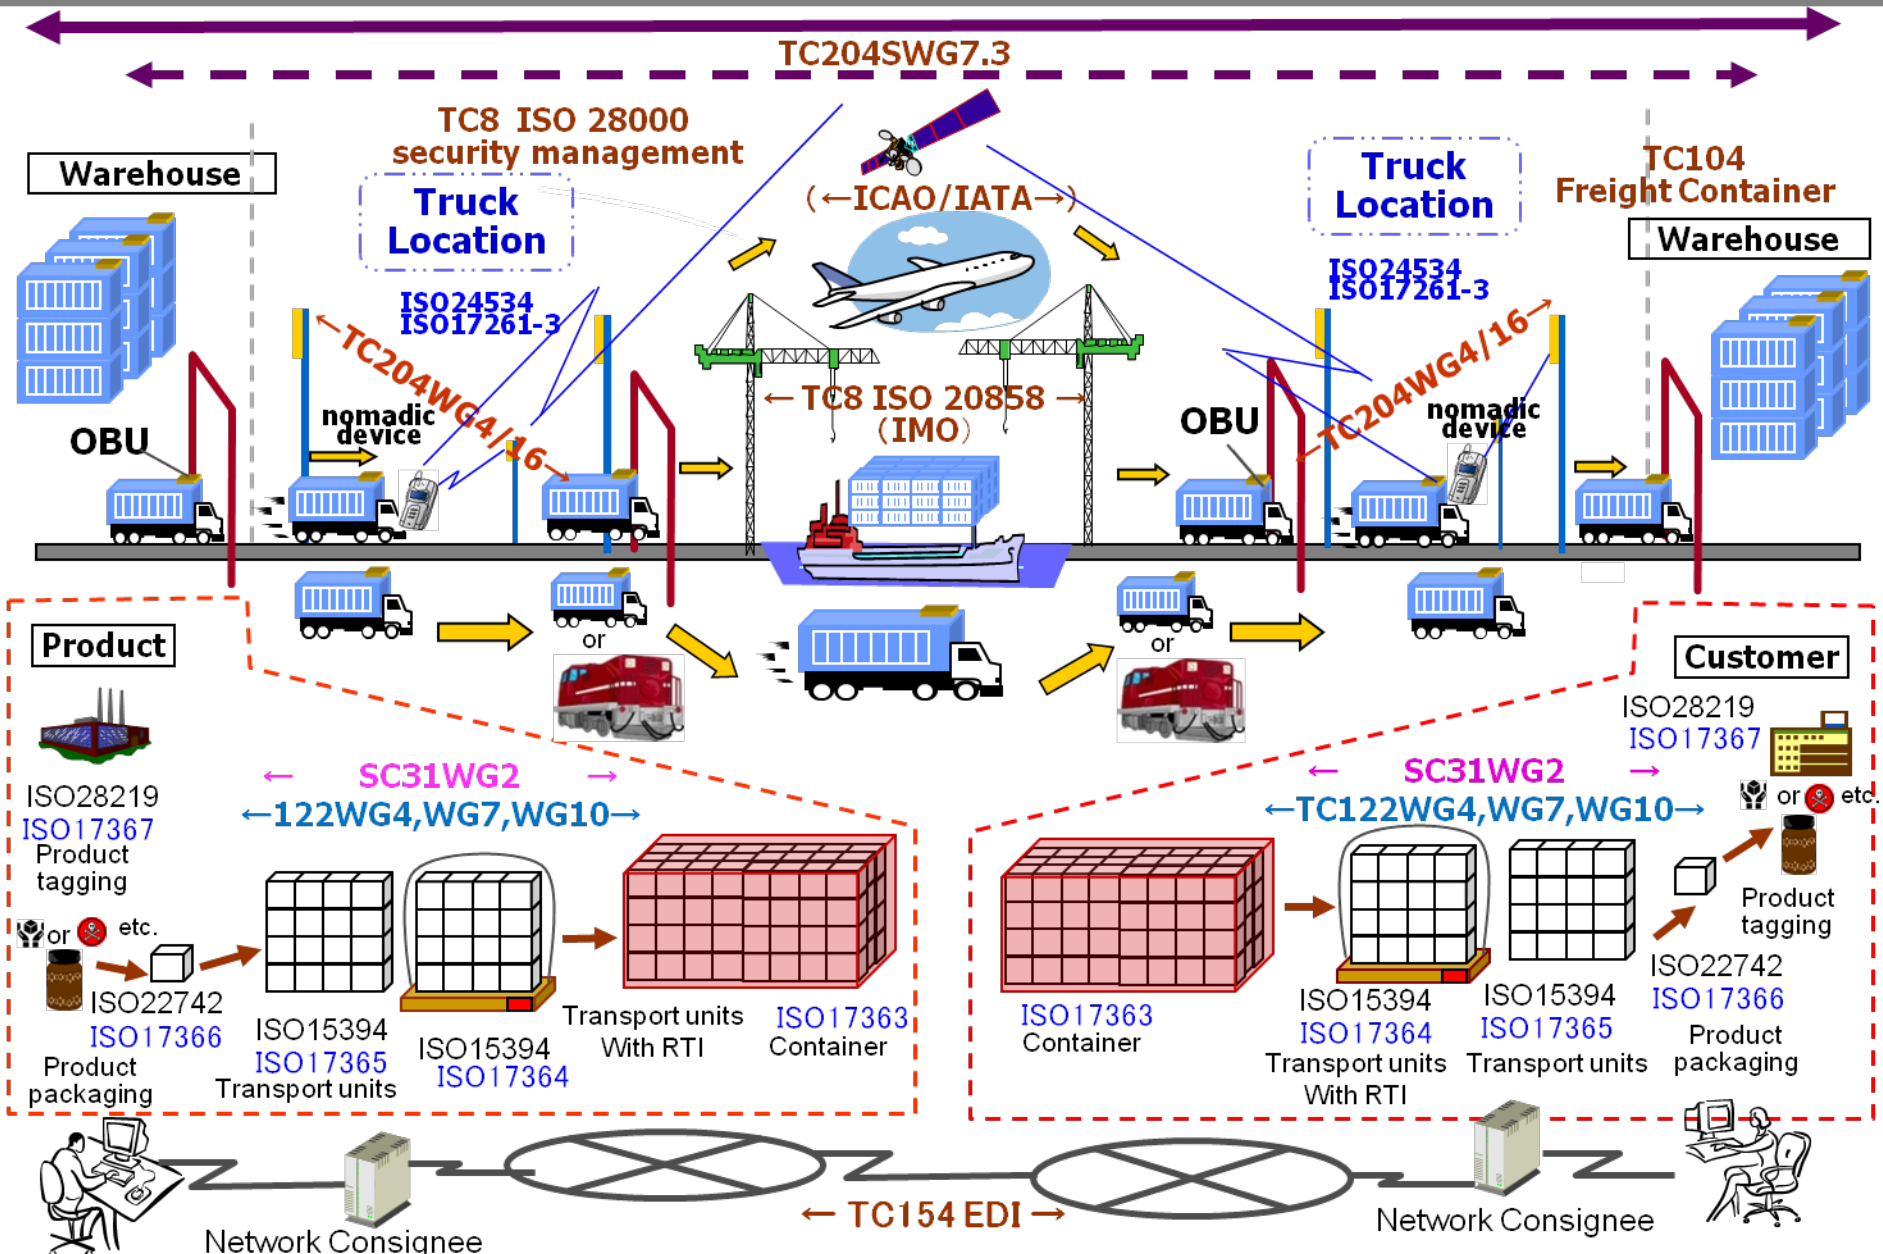 TC204SWG7.3
TC8 ISO 28000
security management
Warehouse
Truck
Location
(←ICAO/IATA→)
Truck
Location
TC104
Freight Container
Warehouse
ISO24534
ISO17261-3
ISO24534
ISO17261-3
←TC204WG4/16→
nomadic
device
OBU
← TC8 ISO 20858 →
(IMO)
OBU
←TC204WG4/16→
nomadic
device
or
or
Product
Customer
ISO28219
ISO17367
← SC31WG2 →
←122WG4,WG7,WG10→
← SC31WG2 →
←TC122WG4,WG7,WG10→
or etc.
ISO28219
ISO17367
Product
tagging
or etc.
ISO22742
ISO17366
Product
packaging
ISO15394
ISO17365
Transport units
ISO15394
ISO17364
Transport units
With RTI
ISO17363
Container
ISO17363
Container
ISO15394
ISO17364
Transport units
With RTI
ISO15394
ISO17365
Transport units
Product
tagging
ISO22742
ISO17366
Product
packaging
← TC154 EDI →
Network Consignee
Network Consignee